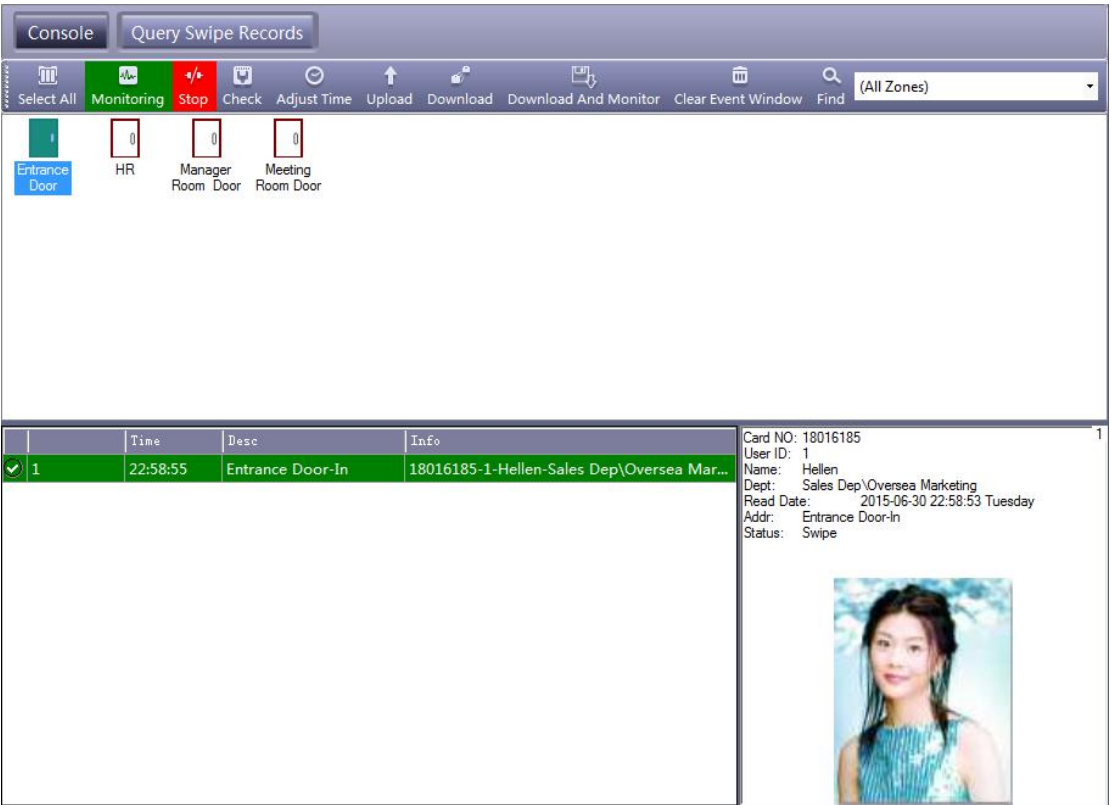 Console Query Swipe Records
Select All Monitoring Stop Check Adjust Time Upload Download Download And Monitor Clear Event Window Find (All Zones)
Entrance Door
HR
Manager Room Door
Meeting Room Door
Time Desc Info
1 22:58:55 Entrance Door-In 18016185-1-Hellen-Sales Dep\Oversea Mar...
1
Card NO: 18016185
User ID: 1
Name: Hellen
Dept: Sales Dep\Oversea Marketing
Read Date: 2015-06-30 22:58:53 Tuesday
Addr: Entrance Door-In
Status: Swipe